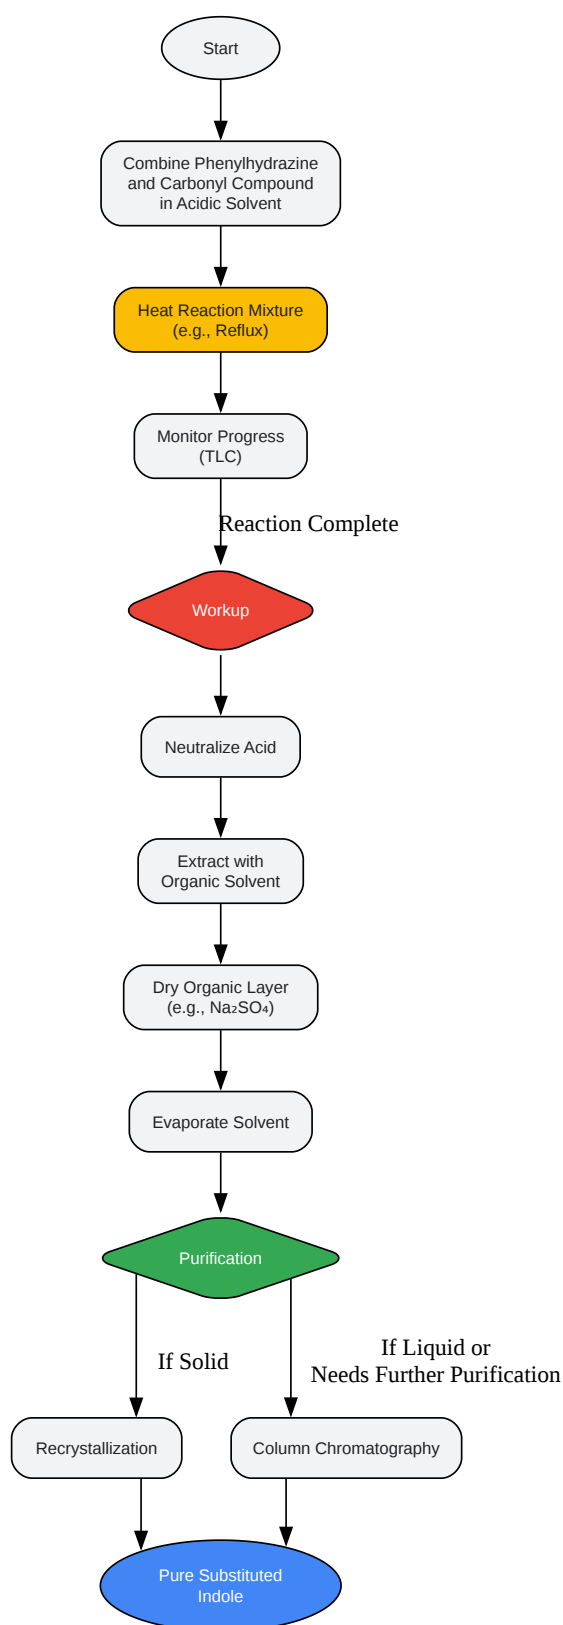 Start
Combine Phenylhydrazine
and Carbonyl Compound
in Acidic Solvent
Heat Reaction Mixture
(e.g., Reflux)
Monitor Progress
(TLC)
Reaction Complete
Workup
Neutralize Acid
Extract with
Organic Solvent
Dry Organic Layer
(e.g., Na₂SO₄)
Evaporate Solvent
Purification
If Solid
If Liquid or
Needs Further Purification
Recrystallization
Column Chromatography
Pure Substituted
Indole